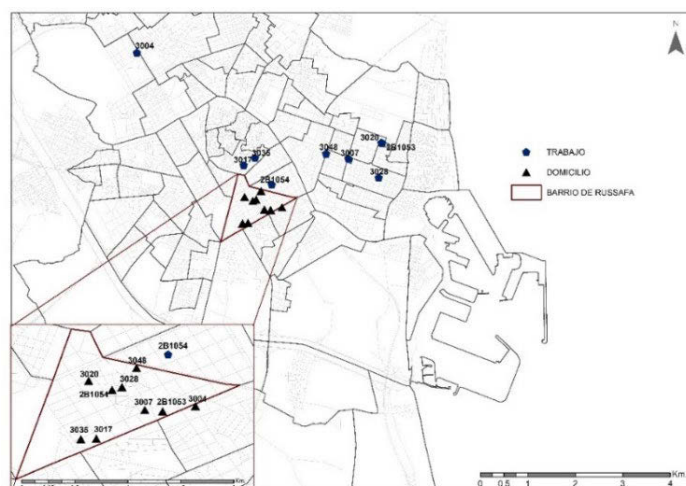 3004
N
3020
2B1053
3035
3048
3007
3017
3028
2B1054
TRABAJO
DOMICILIO
BARRIO DE RUSSAFA
2B1054
3048
3020
3028
2B1054
3007
2B1053
3004
3035
3017
Km
0 0.5 1 2 3 4